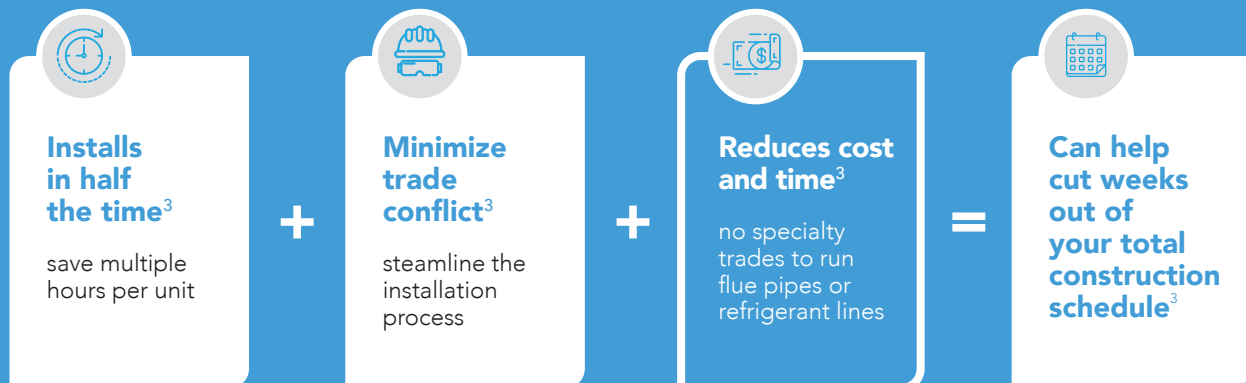 Installs
in half
the time³
save multiple
hours per unit
+
Minimize
trade
conflict³
steamline the
installation
process
+
$
Reduces cost
and time³
no specialty
trades to run
flue pipes or
refrigerant lines
=
Can help
cut weeks
out of
your total
construction
schedule³